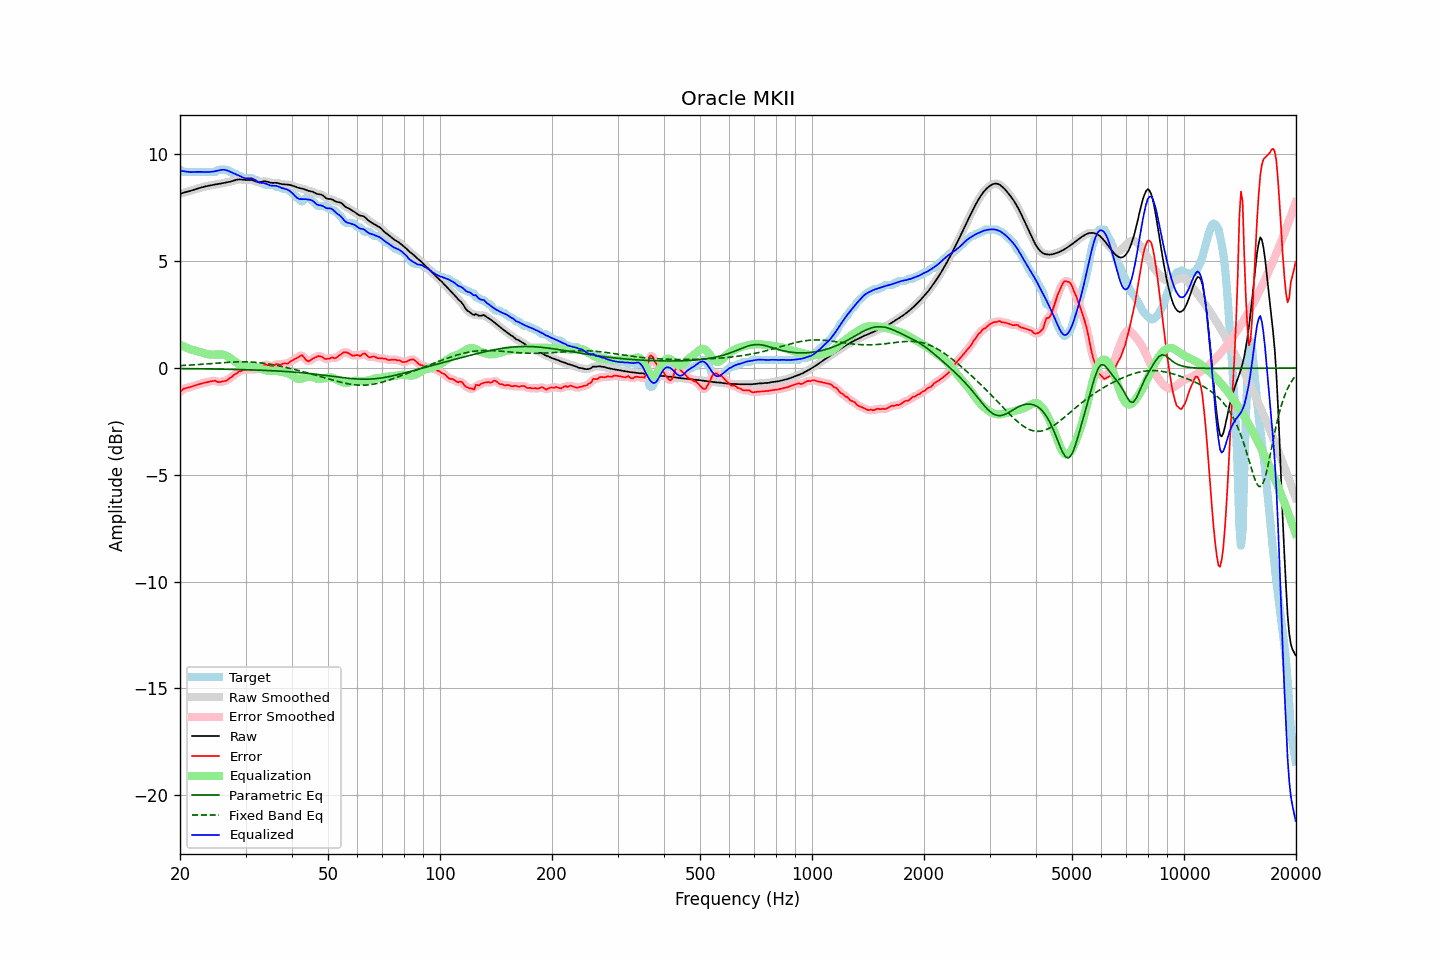 Oracle MKII
10
5
0
−5
−10
−15
−20
Amplitude (dBr)
Target
Raw Smoothed
Error Smoothed
Raw
Error
Equalization
Parametric Eq
Fixed Band Eq
Equalized
20 50 100 200 500 1000 2000 5000 10000 20000
Frequency (Hz)